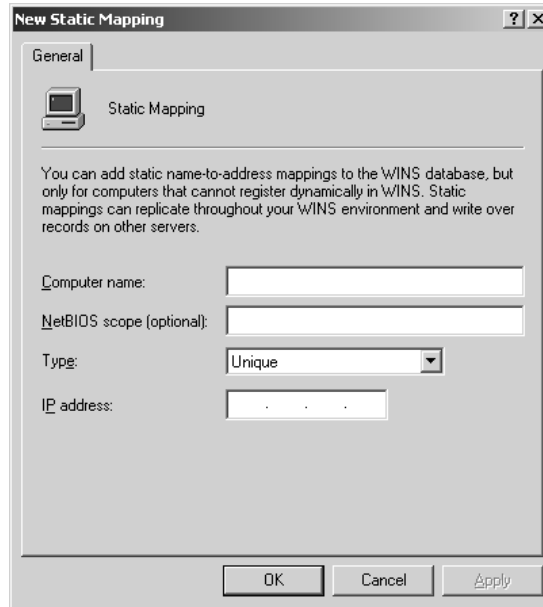 New Static Mapping
General
Static Mapping
You can add static name-to-address mappings to the WINS database, but
only for computers that cannot register dynamically in WINS. Static
mappings can replicate throughout your WINS environment and write over
records on other servers.
Computer name:
NetBIOS scope (optional):
Type: Unique
IP address: . . .
OK Cancel Apply